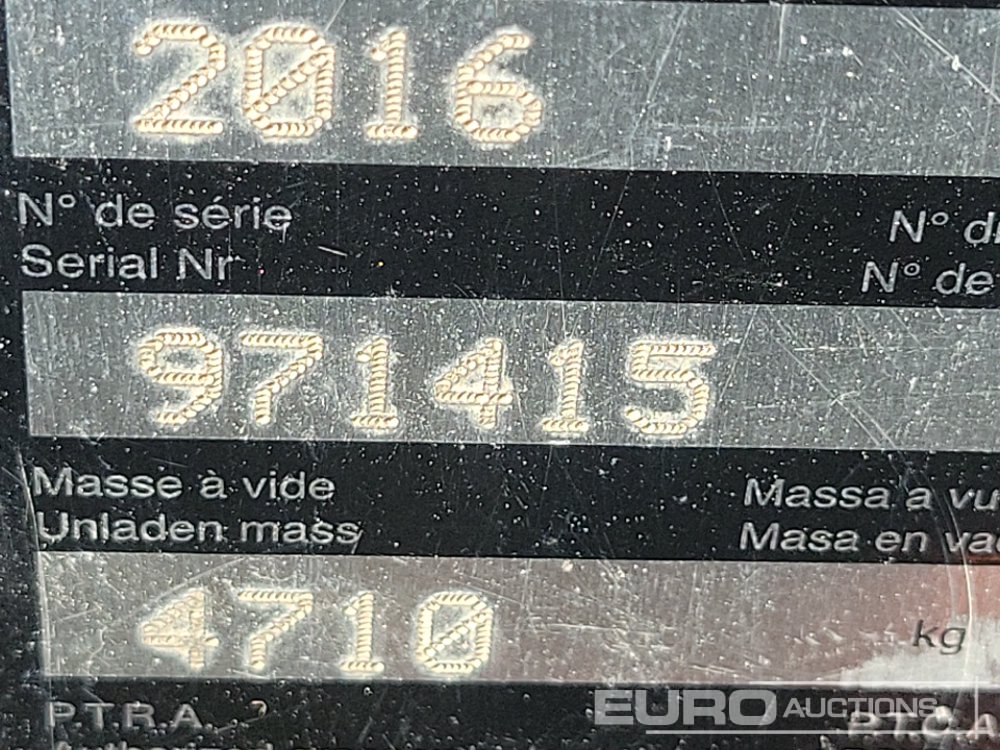 2016
N° de série
N° d
Serial Nr
N° de
971415
Masse à vide
Massa a vu
Unladen mass
Masa en va
4710
kg
P.T.R.A.
P.T.C.A
EURO AUCTIONS